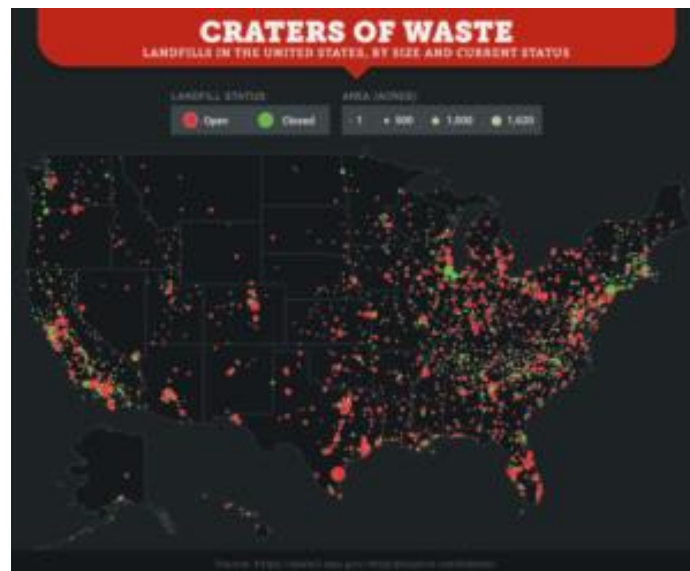 CRATERS OF WASTE
LANDFILLS IN THE UNITED STATES, BY SIZE AND CURRENT STATUS
LANDFILL STATUS:
AREA (ACRES):
Open Closed
1 500 1,000 1,620